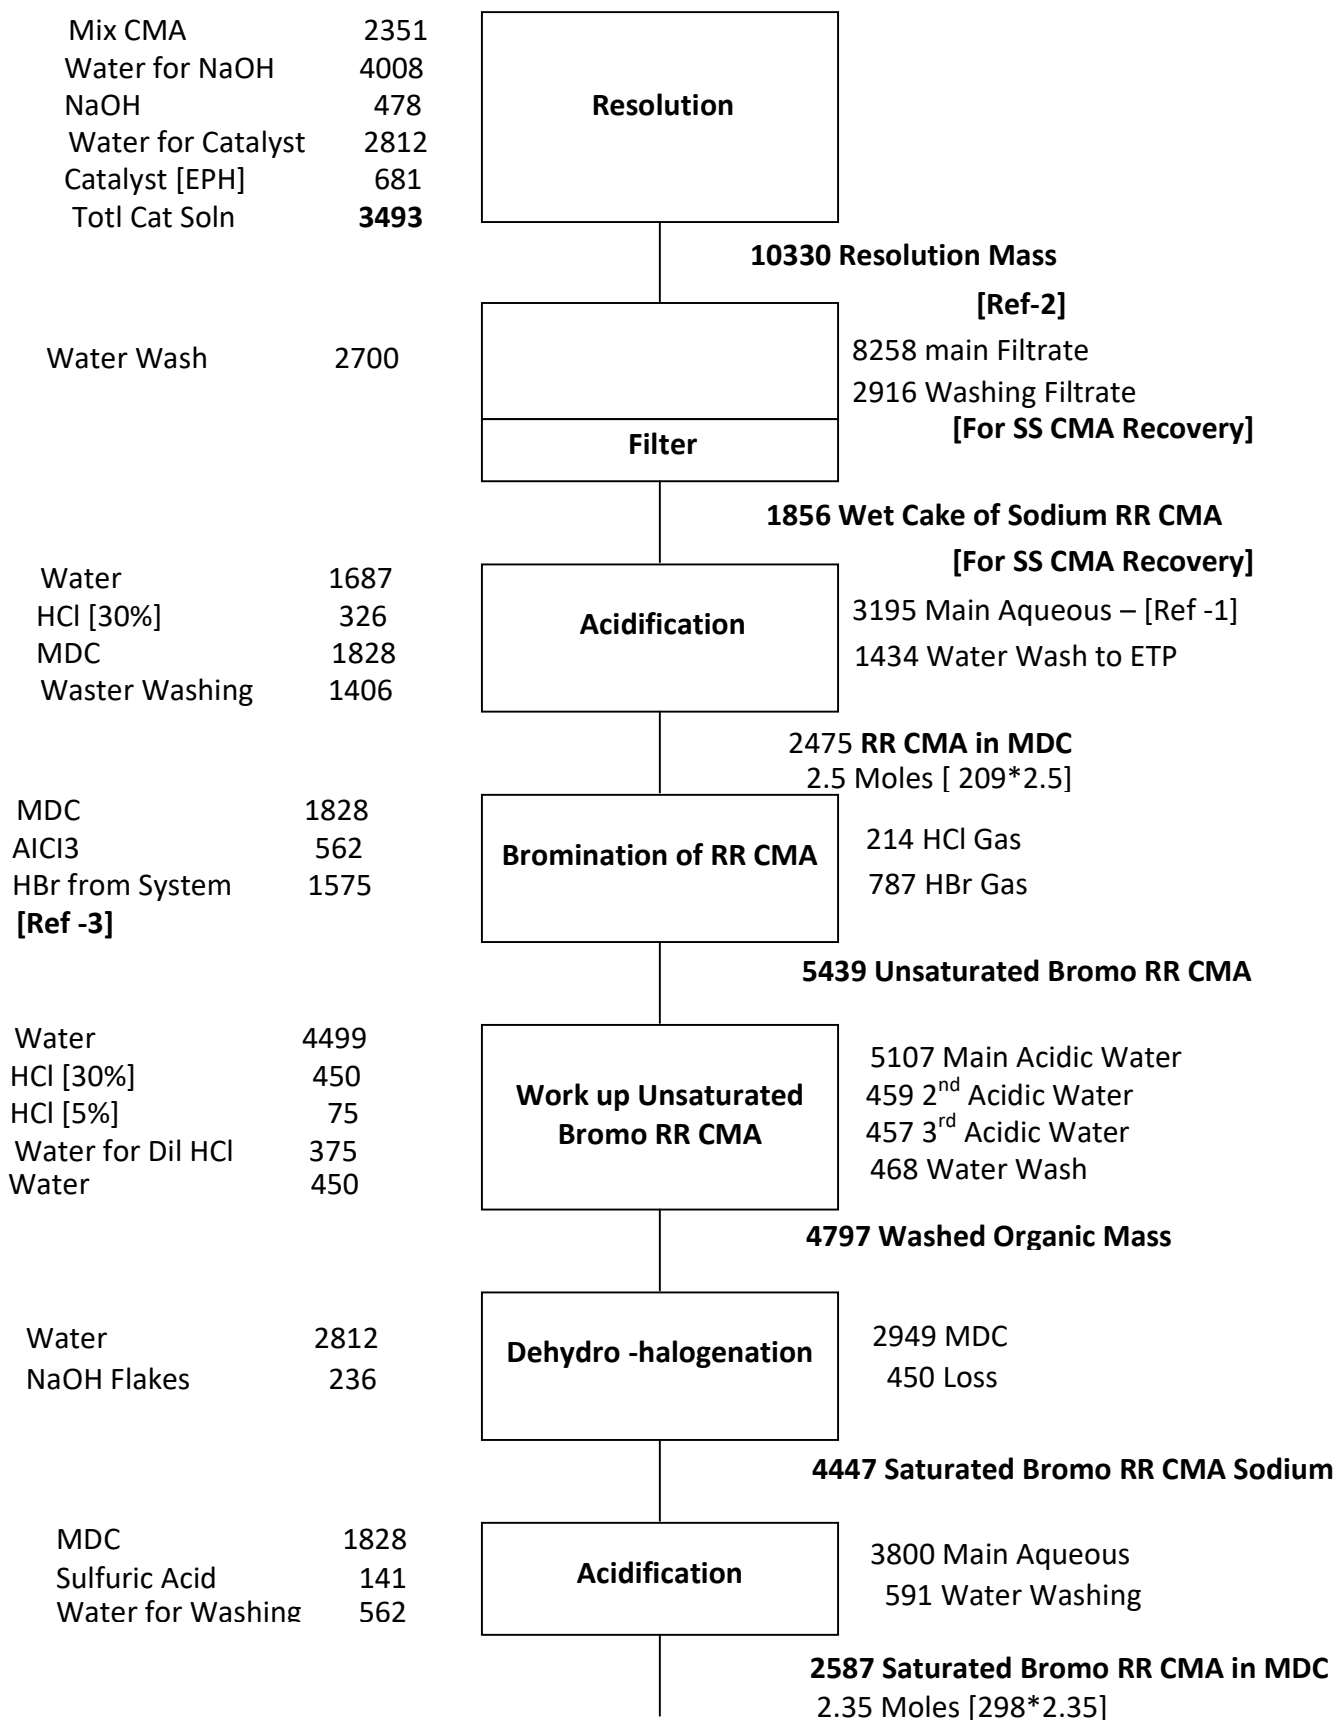 Mix CMA 2351
Water for NaOH 4008
NaOH 478
Water for Catalyst 2812
Catalyst [EPH] 681
Totl Cat Soln 3493
Resolution
10330 Resolution Mass
[Ref-2]
Water Wash 2700
8258 main Filtrate
2916 Washing Filtrate
[For SS CMA Recovery]
Filter
1856 Wet Cake of Sodium RR CMA
[For SS CMA Recovery]
Water 1687
HCl [30%] 326
MDC 1828
Waster Washing 1406
Acidification
3195 Main Aqueous – [Ref -1]
1434 Water Wash to ETP
2475 RR CMA in MDC
2.5 Moles [ 209*2.5]
MDC 1828
AlCl3 562
HBr from System 1575
[Ref -3]
Bromination of RR CMA
214 HCl Gas
787 HBr Gas
5439 Unsaturated Bromo RR CMA
Water 4499
HCl [30%] 450
HCl [5%] 75
Water for Dil HCl 375
Water 450
Work up Unsaturated
Bromo RR CMA
5107 Main Acidic Water
459 2nd Acidic Water
457 3rd Acidic Water
468 Water Wash
4797 Washed Organic Mass
Water 2812
NaOH Flakes 236
Dehydro -halogenation
2949 MDC
450 Loss
4447 Saturated Bromo RR CMA Sodium
MDC 1828
Sulfuric Acid 141
Water for Washing 562
Acidification
3800 Main Aqueous
591 Water Washing
2587 Saturated Bromo RR CMA in MDC
2.35 Moles [298*2.35]